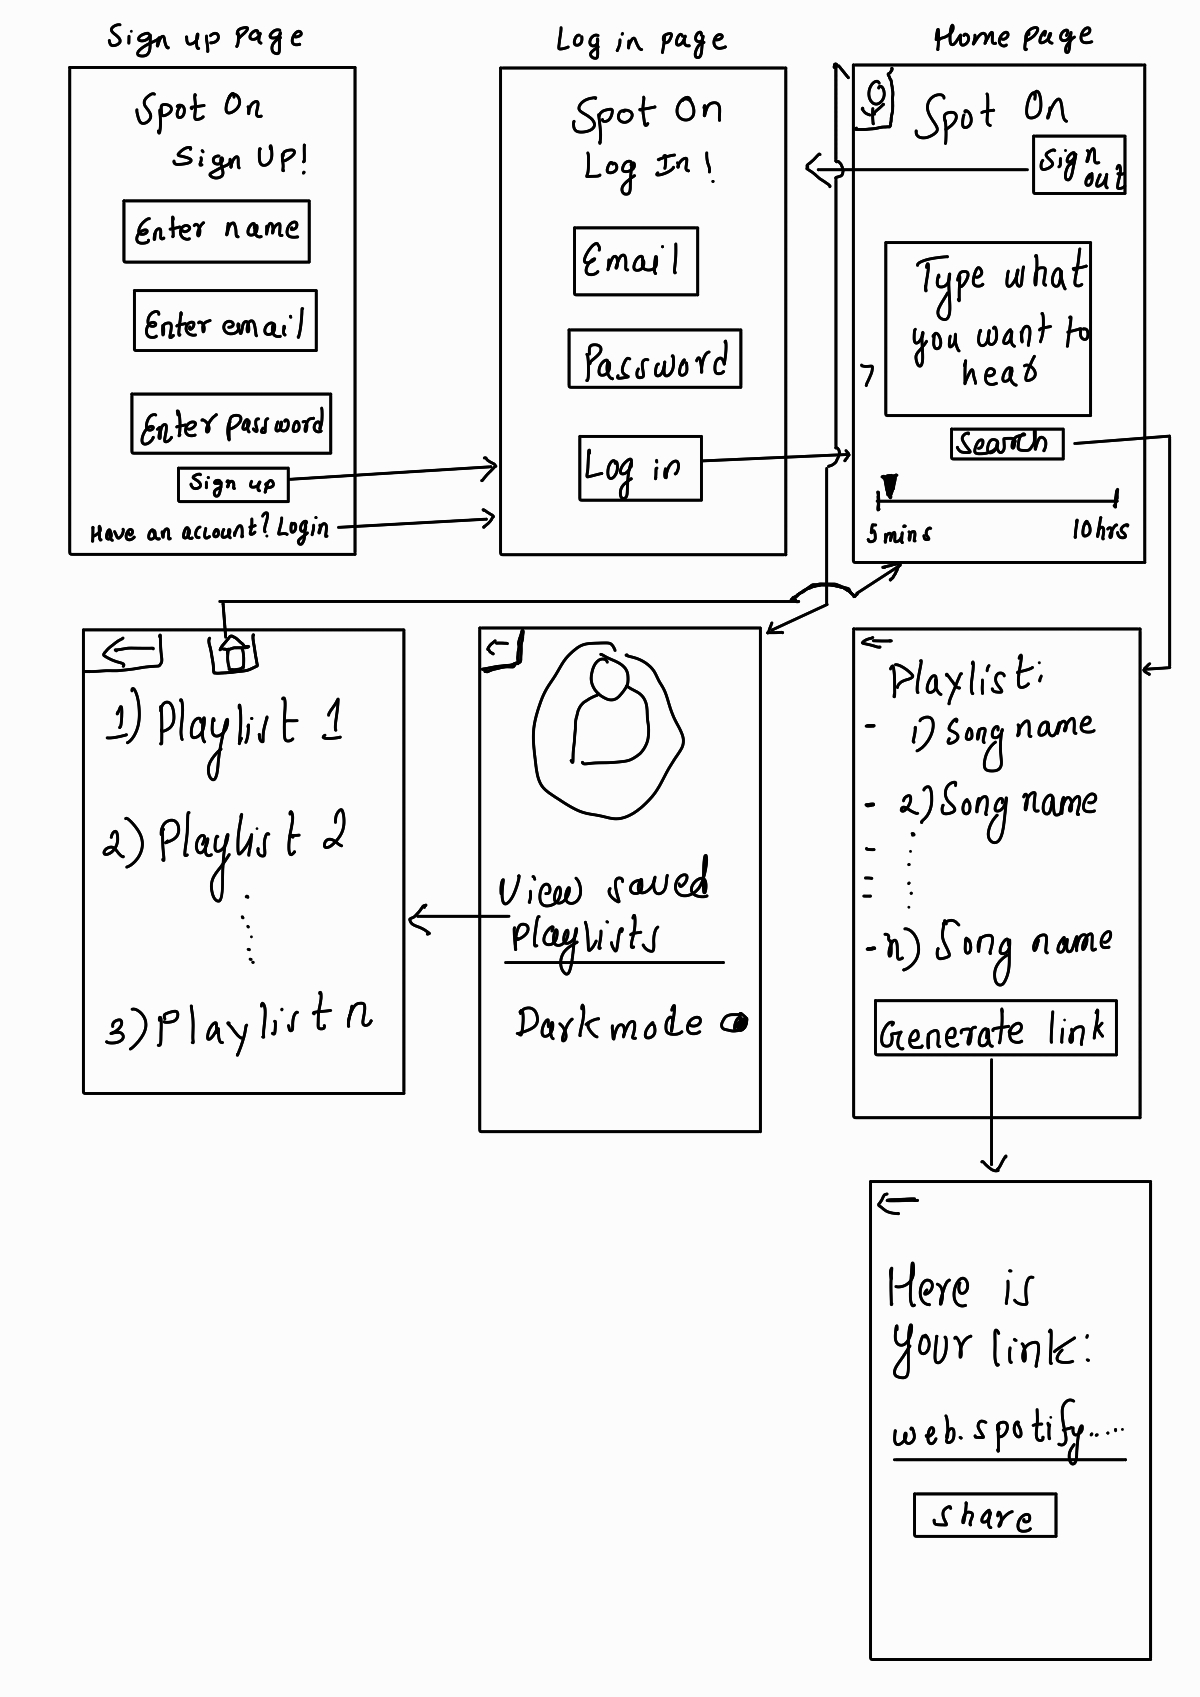 Sign up page
Spot On
Sign UP!
Enter name
Enter email
Enter password
Sign up
Have an account? Login
Log in page
Spot On
Log In!
Email
Password
Log in
Home page
Spot On
Sign
out
Type what
you want to
hear
Search
5 mins
10 hrs
1) Playlist 1
2) Playlist 2
3) Playlist n
View saved
playlists
Dark mode
Playlist:
- 1) Song name
- 2) Song name
- n) Song name
Generate link
Here is
your link:
web.spotify.....
share